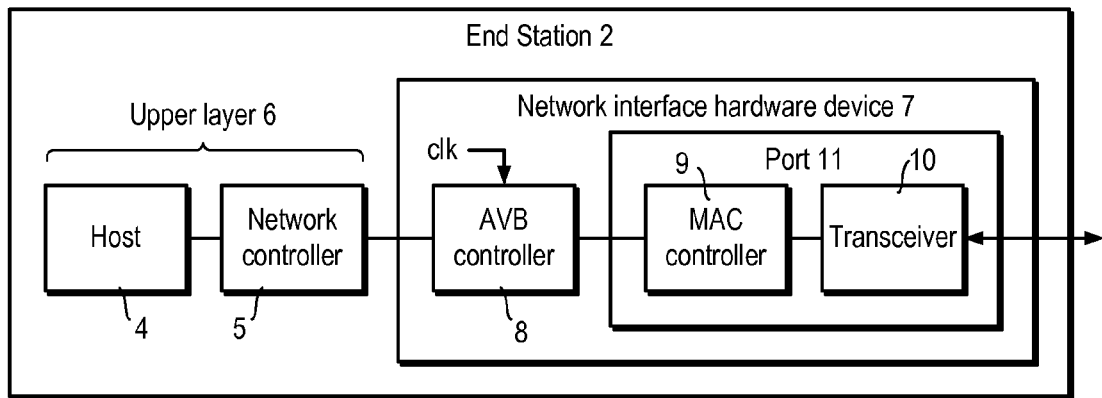 End Station 2
Network interface hardware device 7
Upper layer 6
clk
Port 11
9
10
Host
Network
controller
AVB
controller
MAC
controller
Transceiver
4
5
8